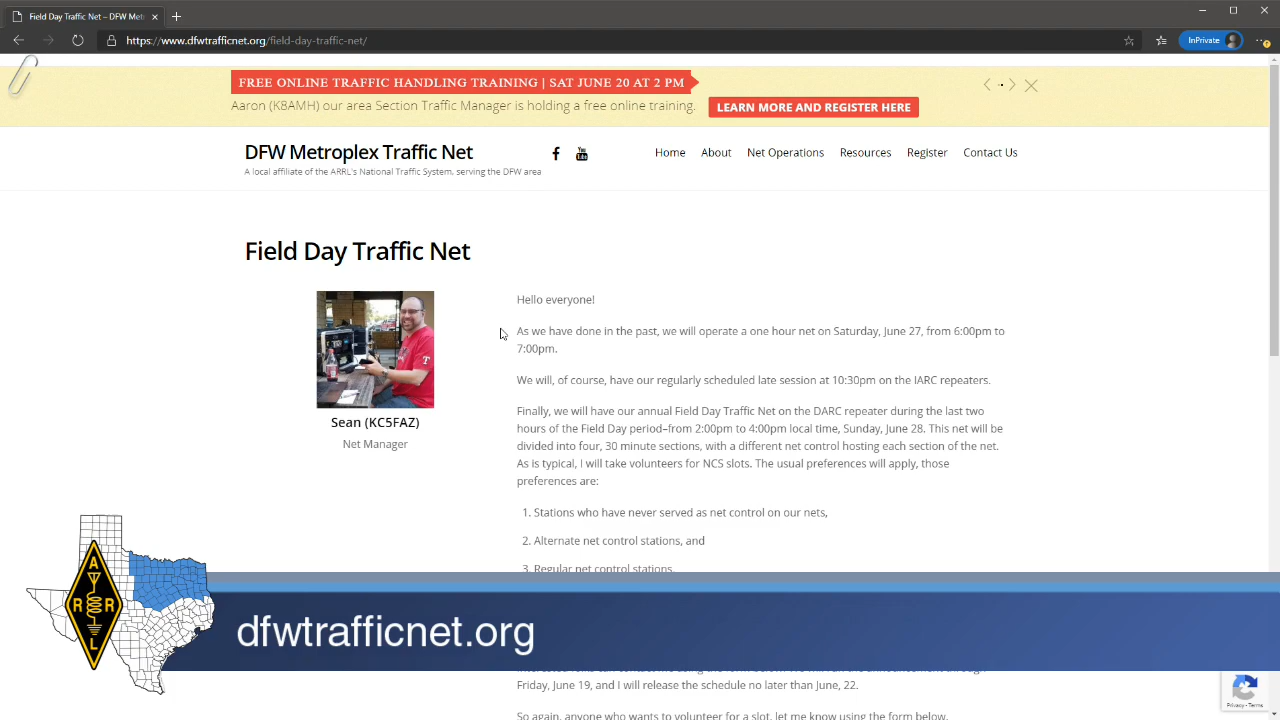 Field Day Traffic Net – DFW Met
https://www.dfwtrafficnet.org/field-day-traffic-net/
InPrivate
FREE ONLINE TRAFFIC HANDLING TRAINING | SAT JUNE 20 AT 2 PM
Aaron (K8AMH) our area Section Traffic Manager is holding a free online training.
LEARN MORE AND REGISTER HERE
DFW Metroplex Traffic Net
A local affiliate of the ARRL's National Traffic System, serving the DFW area
You Tube
Home About Net Operations Resources Register Contact Us
Field Day Traffic Net
Sean (KC5FAZ)
Net Manager
Hello everyone!
As we have done in the past, we will operate a one hour net on Saturday, June 27, from 6:00pm to
7:00pm.
We will, of course, have our regularly scheduled late session at 10:30pm on the IARC repeaters.
Finally, we will have our annual Field Day Traffic Net on the DARC repeater during the last two
hours of the Field Day period–from 2:00pm to 4:00pm local time, Sunday, June 28. This net will be
divided into four, 30 minute sections, with a different net control hosting each section of the net.
As is typical, I will take volunteers for NCS slots. The usual preferences will apply, those
preferences are:
1. Stations who have never served as net control on our nets,
2. Alternate net control stations, and
3. Regular net control stations.
A R R L
dfwtrafficnet.org
Friday, June 19, and I will release the schedule no later than June, 22.
So again, anyone who wants to volunteer for a slot, let me know using the form below.
Privacy - Terms